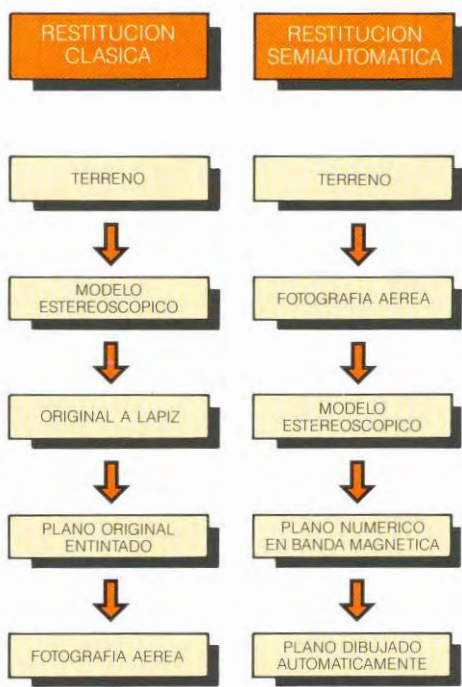 RESTITUCION
CLASICA
TERRENO
MODELO
ESTEREOSCOPICO
ORIGINAL A LAPIZ
PLANO ORIGINAL
ENTINTADO
FOTOGRAFIA AEREA
RESTITUCION
SEMIAUTOMATICA
TERRENO
FOTOGRAFIA AEREA
MODELO
ESTEREOSCOPICO
PLANO NUMERICO
EN BANDA MAGNETICA
PLANO DIBUJADO
AUTOMATICAMENTE